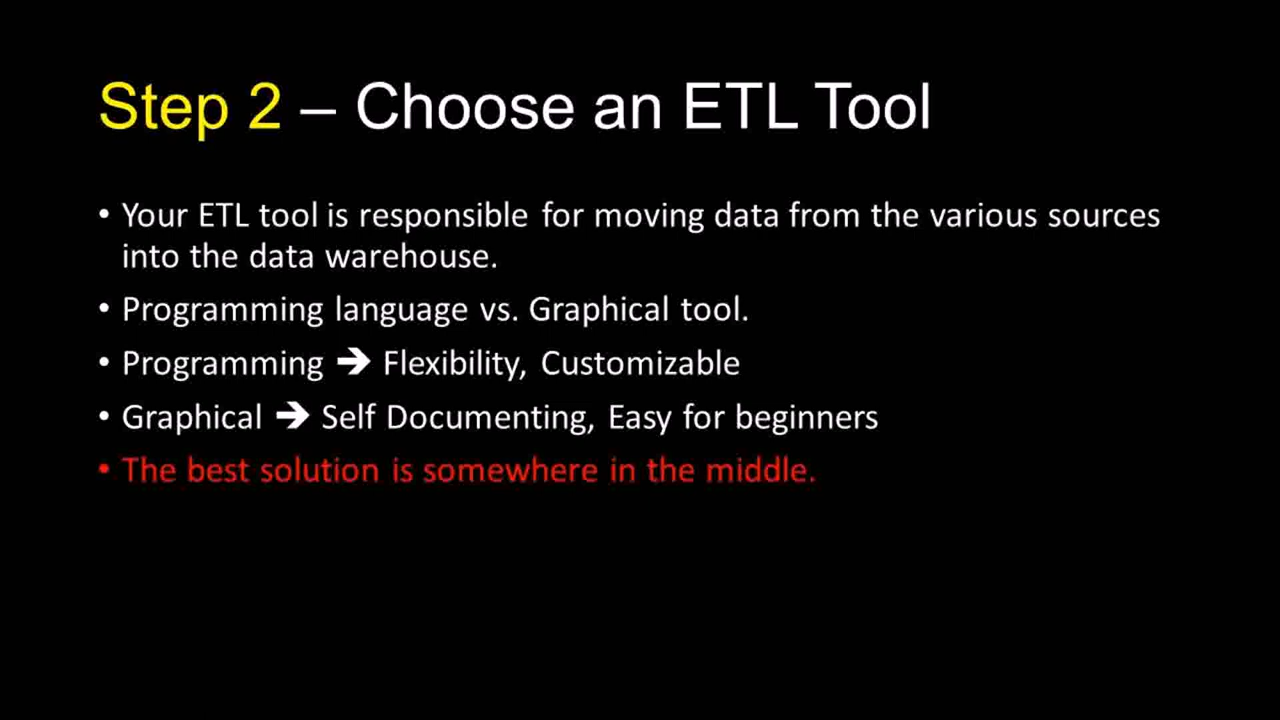 Step 2 – Choose an ETL Tool
• Your ETL tool is responsible for moving data from the various sources
into the data warehouse.
• Programming language vs. Graphical tool.
• Programming ➔ Flexibility, Customizable
• Graphical ➔ Self Documenting, Easy for beginners
• The best solution is somewhere in the middle.